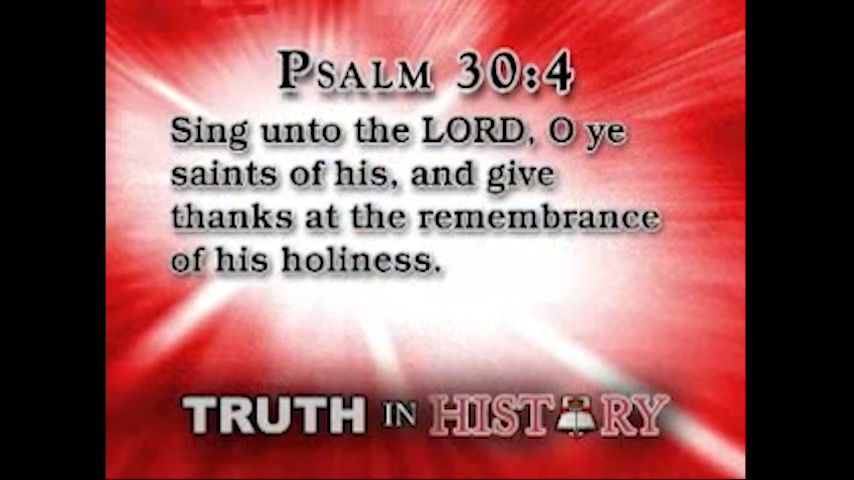 Psalm 30:4
Sing unto the LORD, O ye
saints of his, and give
thanks at the remembrance
of his holiness.
TRUTH IN HISTORY